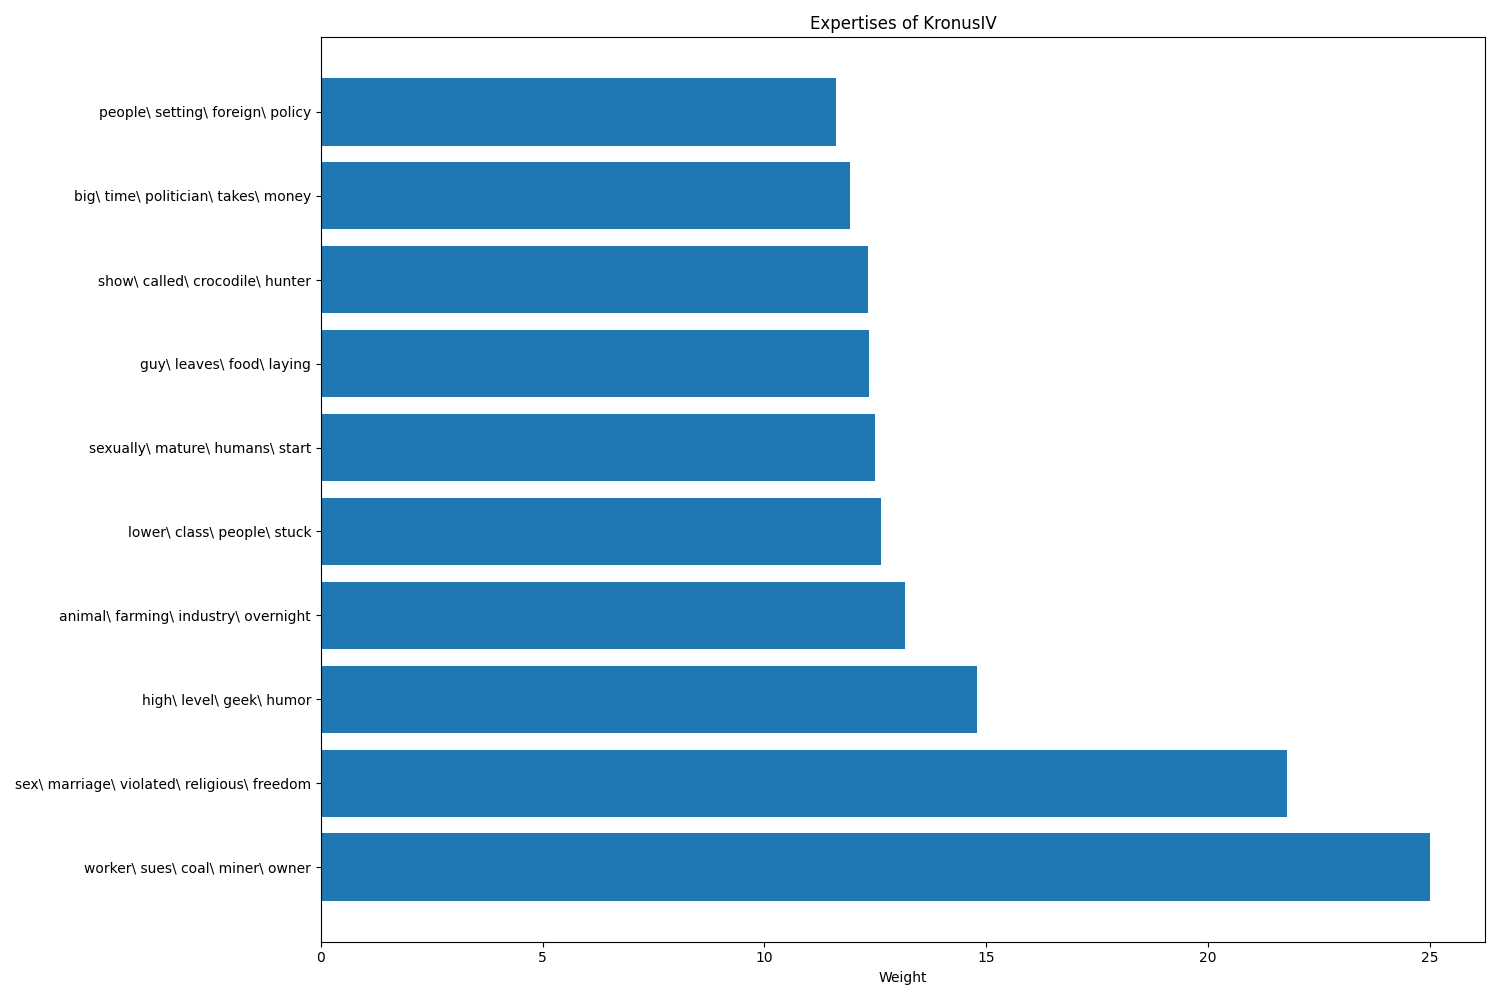 Expertises of KronusIV
people\ setting\ foreign\ policy
big\ time\ politician\ takes\ money
show\ called\ crocodile\ hunter
guy\ leaves\ food\ laying
sexually\ mature\ humans\ start
lower\ class\ people\ stuck
animal\ farming\ industry\ overnight
high\ level\ geek\ humor
sex\ marriage\ violated\ religious\ freedom
worker\ sues\ coal\ miner\ owner
0 5 10 15 20 25
Weight